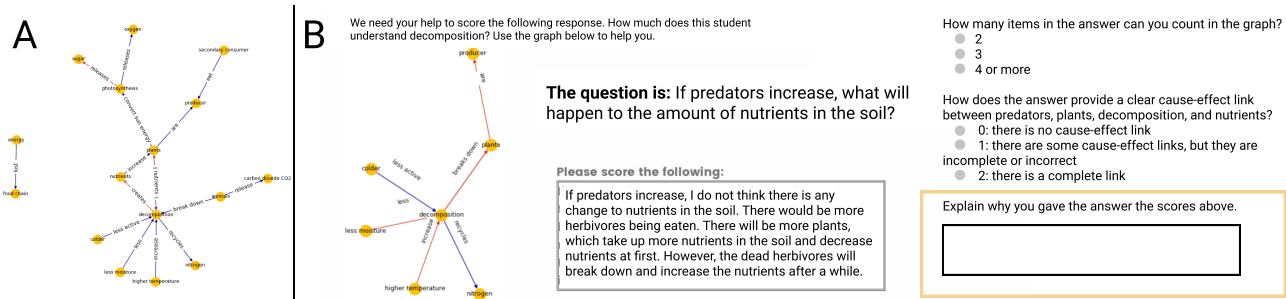 A
oxygen
secondary consumer
sugar
releases
releases
eat
photosynthesis
producer
convert sun energy
are
energy
plants
lost
increase
nutrients
carbon dioxide CO2
release
food chain
animals
creates
break down
decomposition
less active
colder
less
increase
recycles
nitrogen
less moisture
higher temperature
B
We need your help to score the following response. How much does this student
understand decomposition? Use the graph below to help you.
producer
are
plants
breaks down
colder
less active
less
decomposition
less moisture
increase
recycles
higher temperature
nitrogen
The question is: If predators increase, what will
happen to the amount of nutrients in the soil?
Please score the following:
If predators increase, I do not think there is any
change to nutrients in the soil. There would be more
herbivores being eaten. There will be more plants,
which take up more nutrients in the soil and decrease
nutrients at first. However, the dead herbivores will
break down and increase the nutrients after a while.
How many items in the answer can you count in the graph?
2
3
4 or more
How does the answer provide a clear cause-effect link
between predators, plants, decomposition, and nutrients?
0: there is no cause-effect link
1: there are some cause-effect links, but they are
incomplete or incorrect
2: there is a complete link
Explain why you gave the answer the scores above.